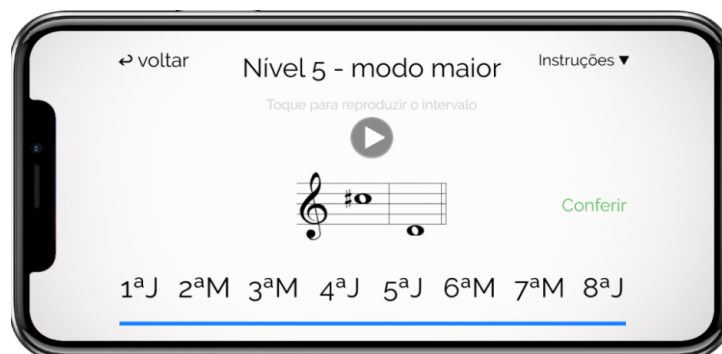 ↩ voltar
Nível 5 - modo maior
Instruções ▼
Toque para reproduzir o intervalo
Conferir
1ªJ 2ªM 3ªM 4ªJ 5ªJ 6ªM 7ªM 8ªJ